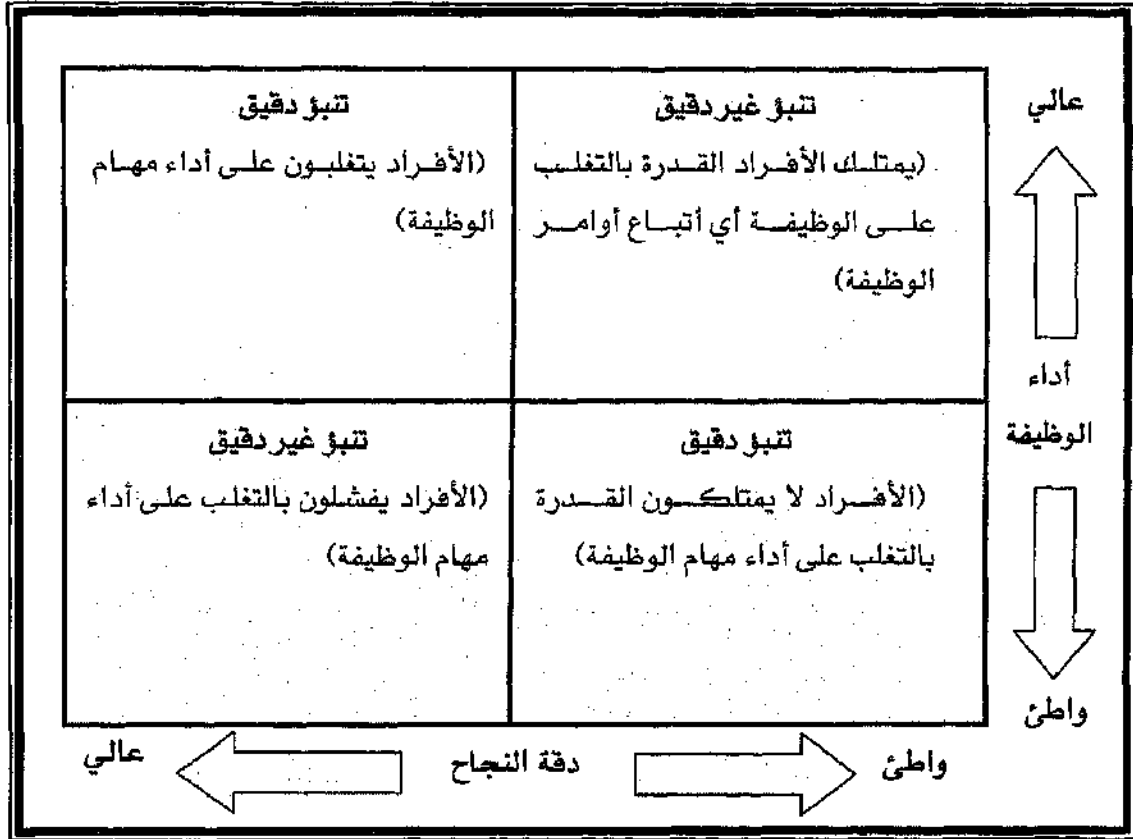 تنبؤ غير دقيق
(يمتلك الأفراد القدرة بالتغلب
على الوظيفة أي أتباع أوامر
الوظيفة)
تنبؤ دقيق
(الأفراد يتغلبون على أداء مهام
الوظيفة)
تنبؤ دقيق
(الأفراد لا يمتلكون القدرة
بالتغلب على أداء مهام الوظيفة)
تنبؤ غير دقيق
(الأفراد يفشلون بالتغلب على أداء
مهام الوظيفة)
عالي
أداء
الوظيفة
واطئ
واطئ
دقة النجاح
عالي